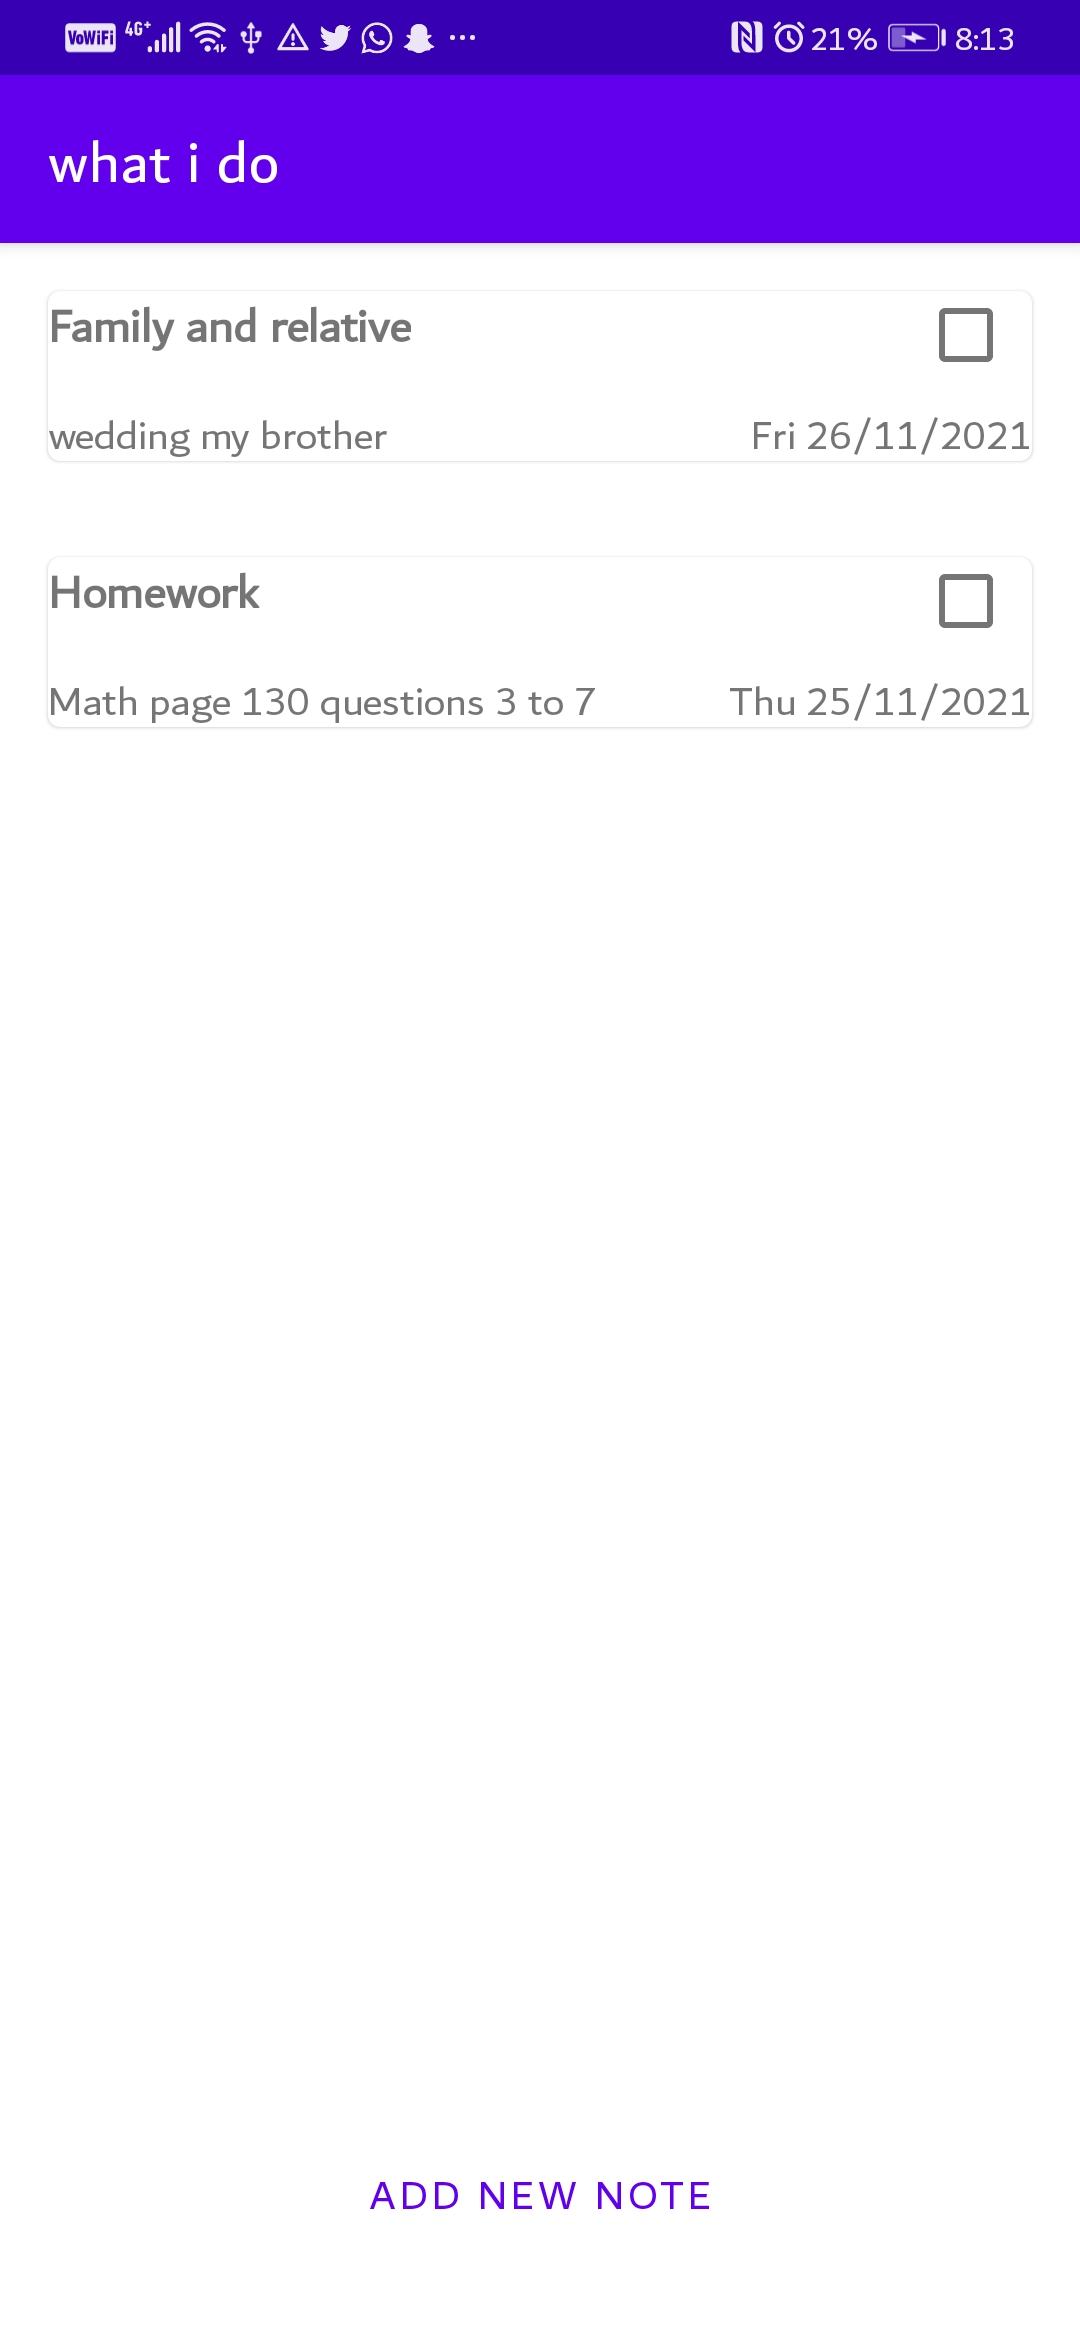 VoWiFi 4G+ 21% 8:13
what i do
Family and relative
wedding my brother Fri 26/11/2021
Homework
Math page 130 questions 3 to 7 Thu 25/11/2021
ADD NEW NOTE